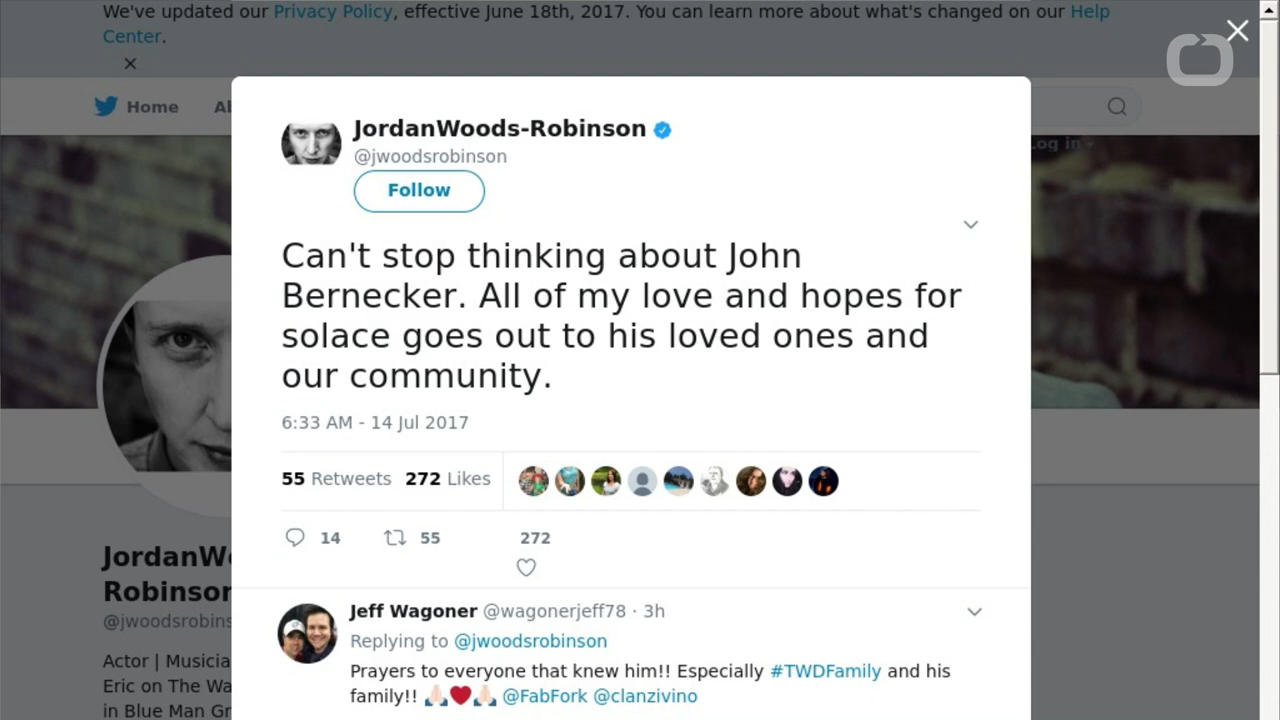 We've updated our Privacy Policy, effective June 18th, 2017. You can learn more about what's changed on our Help
Center.
Home
JordanWoods-Robinson
@jwoodsrobinson
Follow
Log in
Can't stop thinking about John
Bernecker. All of my love and hopes for
solace goes out to his loved ones and
our community.
6:33 AM - 14 Jul 2017
55 Retweets 272 Likes
14 55 272
JordanWo
Robinson
@jwoodsrobins
Actor | Musicia
Eric on The Wa
in Blue Man Gr
Jeff Wagoner @wagonerjeff78 · 3h
Replying to @jwoodsrobinson
Prayers to everyone that knew him!! Especially #TWDFamily and his
family!! 🙏🏻❤️🙏🏻 @FabFork @clanzivino